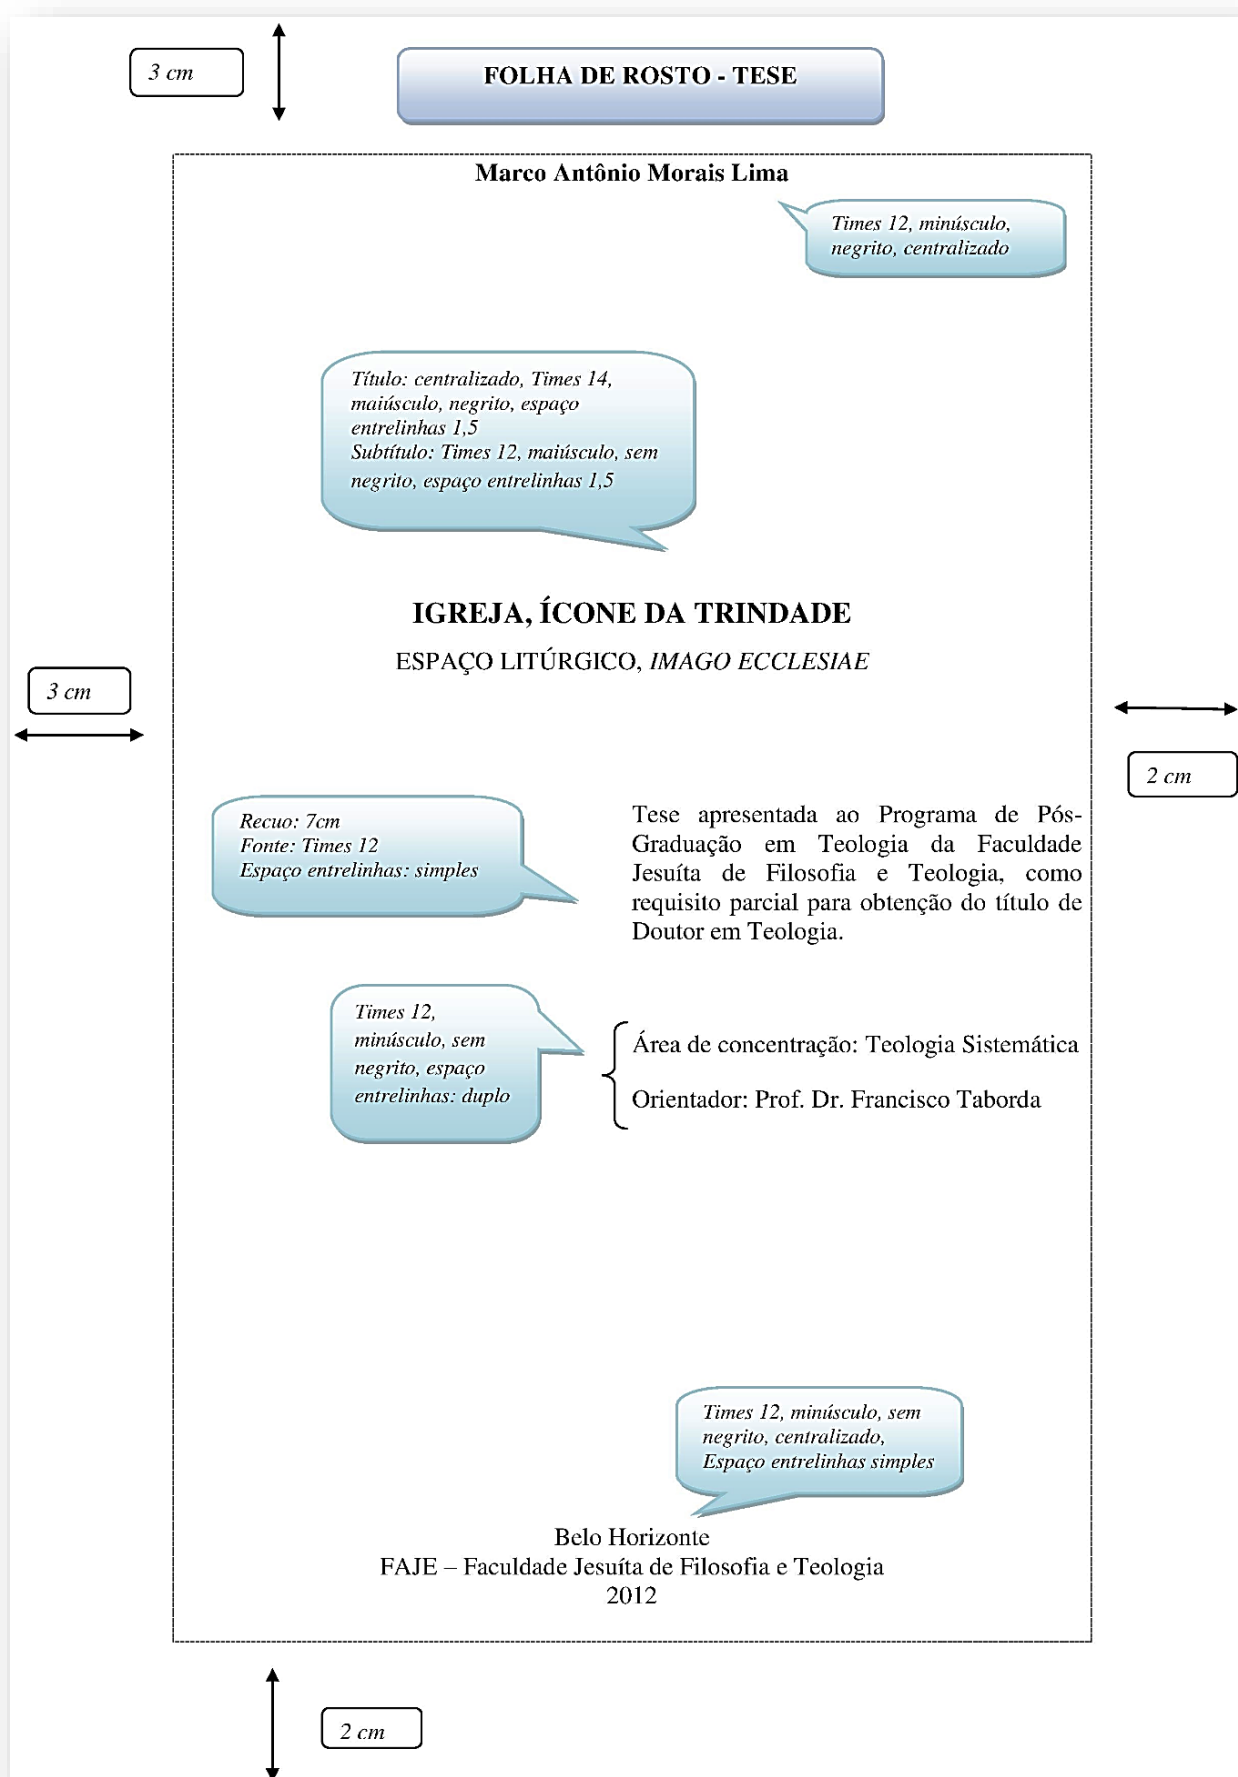 3 cm
FOLHA DE ROSTO - TESE
Marco Antônio Morais Lima
Times 12, minúsculo,
negrito, centralizado
Título: centralizado, Times 14,
maiúsculo, negrito, espaço
entrelinhas 1,5
Subtítulo: Times 12, maiúsculo, sem
negrito, espaço entrelinhas 1,5
IGREJA, ÍCONE DA TRINDADE
ESPAÇO LITÚRGICO, IMAGO ECCLESIAE
3 cm
2 cm
Recuo: 7cm
Fonte: Times 12
Espaço entrelinhas: simples
Tese apresentada ao Programa de Pós-
Graduação em Teologia da Faculdade
Jesuíta de Filosofia e Teologia, como
requisito parcial para obtenção do título de
Doutor em Teologia.
Times 12,
minúsculo, sem
negrito, espaço
entrelinhas: duplo
Área de concentração: Teologia Sistemática
Orientador: Prof. Dr. Francisco Taborda
Times 12, minúsculo, sem
negrito, centralizado,
Espaço entrelinhas simples
Belo Horizonte
FAJE – Faculdade Jesuíta de Filosofia e Teologia
2012
2 cm